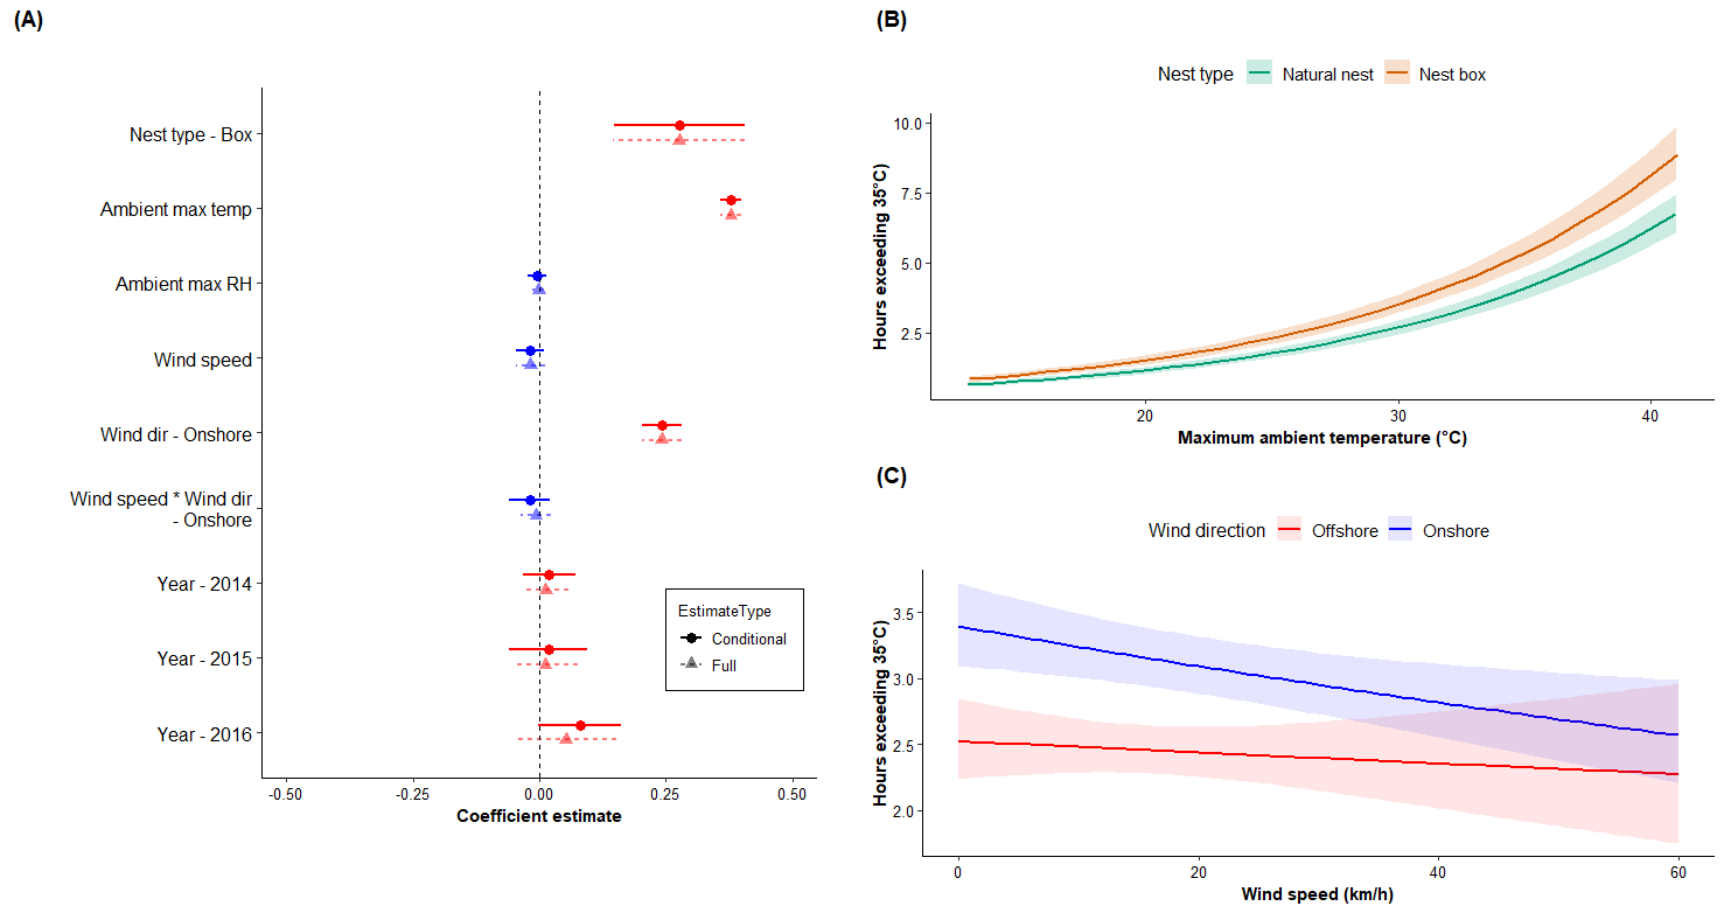 (A)
Nest type - Box
Ambient max temp
Ambient max RH
Wind speed
Wind dir - Onshore
Wind speed * Wind dir
- Onshore
Year - 2014
Year - 2015
Year - 2016
EstimateType
Conditional
Full
-0.50 -0.25 0.00 0.25 0.50
Coefficient estimate
(B)
Nest type Natural nest Nest box
Hours exceeding 35°C)
10.0
7.5
5.0
2.5
20 30 40
Maximum ambient temperature (°C)
(C)
Wind direction Offshore Onshore
Hours exceeding 35°C)
3.5
3.0
2.5
2.0
0 20 40 60
Wind speed (km/h)